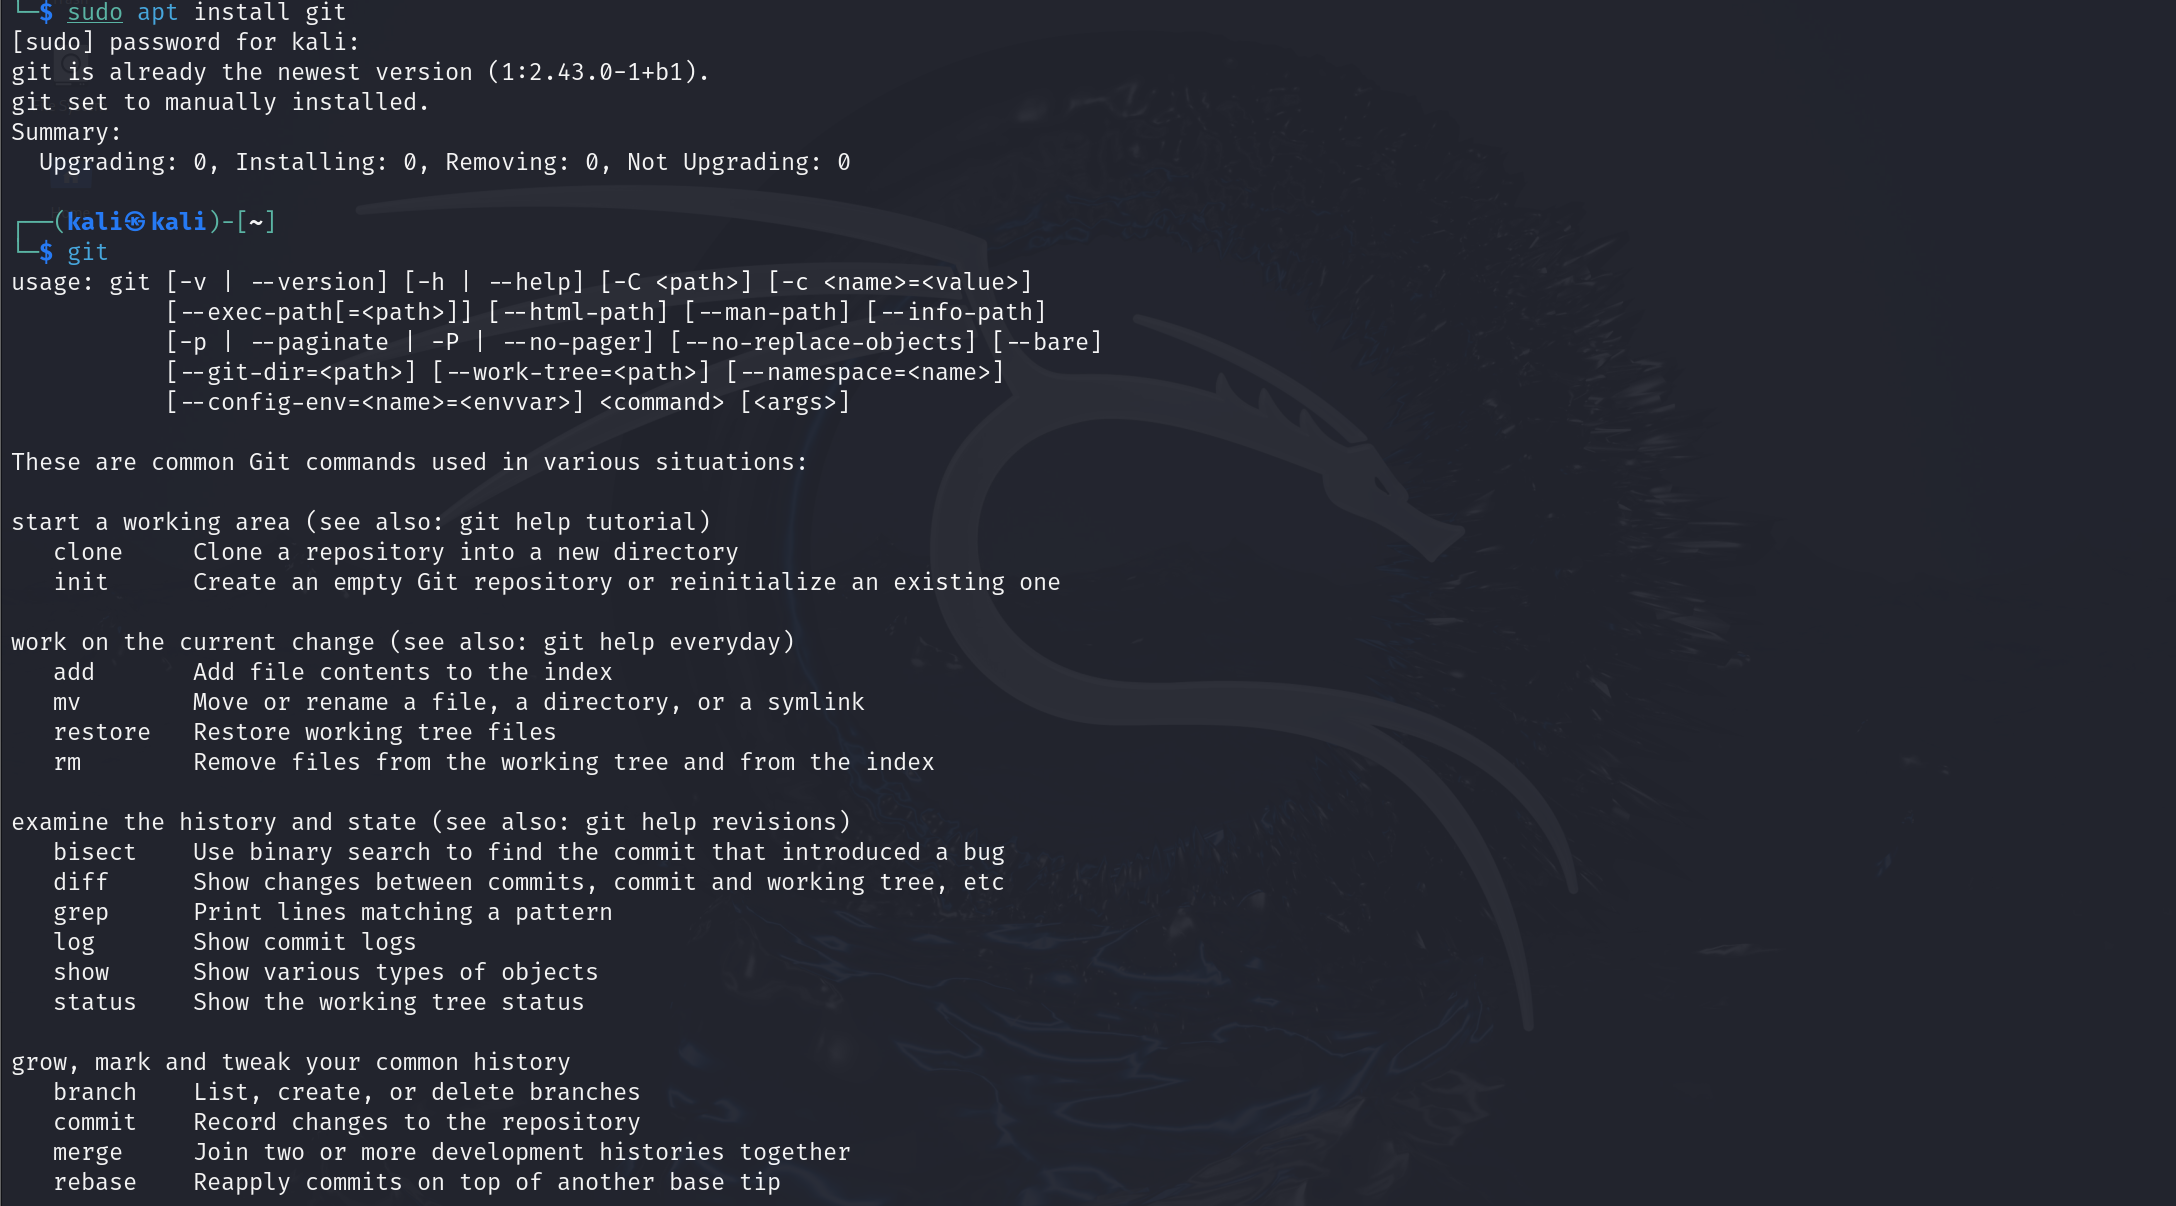 └─$ sudo apt install git
[sudo] password for kali:
git is already the newest version (1:2.43.0-1+b1).
git set to manually installed.
Summary:
  Upgrading: 0, Installing: 0, Removing: 0, Not Upgrading: 0

┌──(kali㉿kali)-[~]
└─$ git
usage: git [-v | --version] [-h | --help] [-C <path>] [-c <name>=<value>]
           [--exec-path[=<path>]] [--html-path] [--man-path] [--info-path]
           [-p | --paginate | -P | --no-pager] [--no-replace-objects] [--bare]
           [--git-dir=<path>] [--work-tree=<path>] [--namespace=<name>]
           [--config-env=<name>=<envvar>] <command> [<args>]

These are common Git commands used in various situations:

start a working area (see also: git help tutorial)
   clone     Clone a repository into a new directory
   init      Create an empty Git repository or reinitialize an existing one

work on the current change (see also: git help everyday)
   add       Add file contents to the index
   mv        Move or rename a file, a directory, or a symlink
   restore   Restore working tree files
   rm        Remove files from the working tree and from the index

examine the history and state (see also: git help revisions)
   bisect    Use binary search to find the commit that introduced a bug
   diff      Show changes between commits, commit and working tree, etc
   grep      Print lines matching a pattern
   log       Show commit logs
   show      Show various types of objects
   status    Show the working tree status

grow, mark and tweak your common history
   branch    List, create, or delete branches
   commit    Record changes to the repository
   merge     Join two or more development histories together
   rebase    Reapply commits on top of another base tip